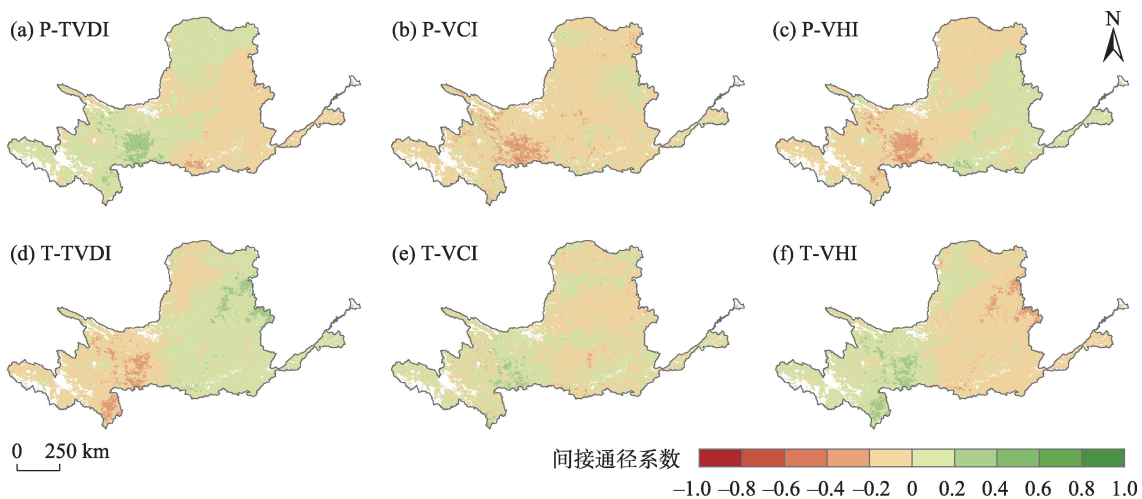 (a) P-TVDI
(b) P-VCI
(c) P-VHI
N
(d) T-TVDI
(e) T-VCI
(f) T-VHI
0 250 km
间接通径系数
–1.0 –0.8 –0.6 –0.4 –0.2 0 0.2 0.4 0.6 0.8 1.0